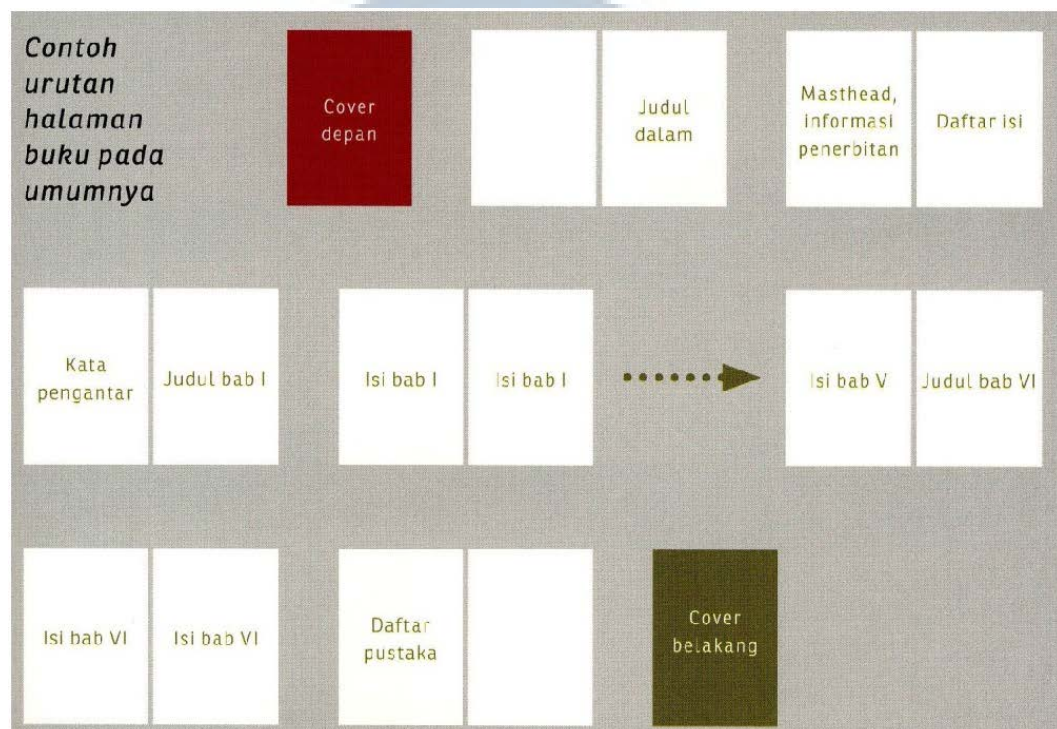 Contoh
urutan
halaman
buku pada
umumnya
Cover
depan
Judul
dalam
Masthead,
informasi
penerbitan
Daftar isi
Kata
pengantar
Judul bab I
Isi bab I
Isi bab I
Isi bab V
Judul bab VI
Isi bab VI
Isi bab VI
Daftar
pustaka
Cover
belakang